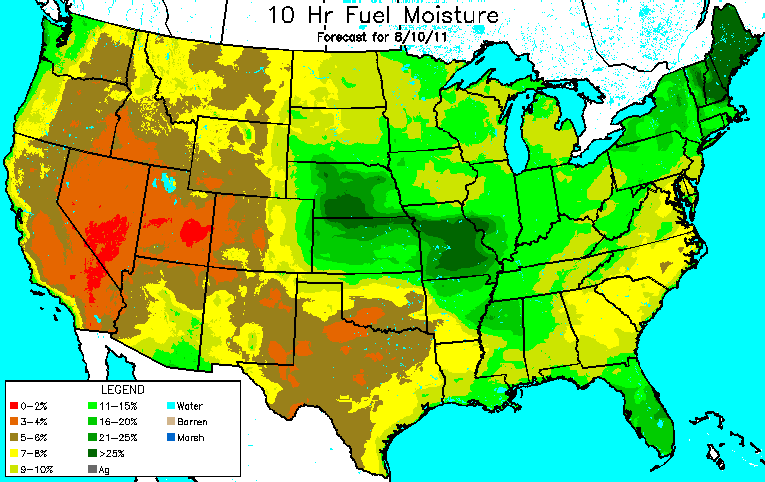 10 Hr Fuel Moisture
Forecast for 8/10/11
LEGEND
0-2% 11-15% Water
3-4% 16-20% Barren
5-6% 21-25% Marsh
7-8% >25%
9-10% Ag